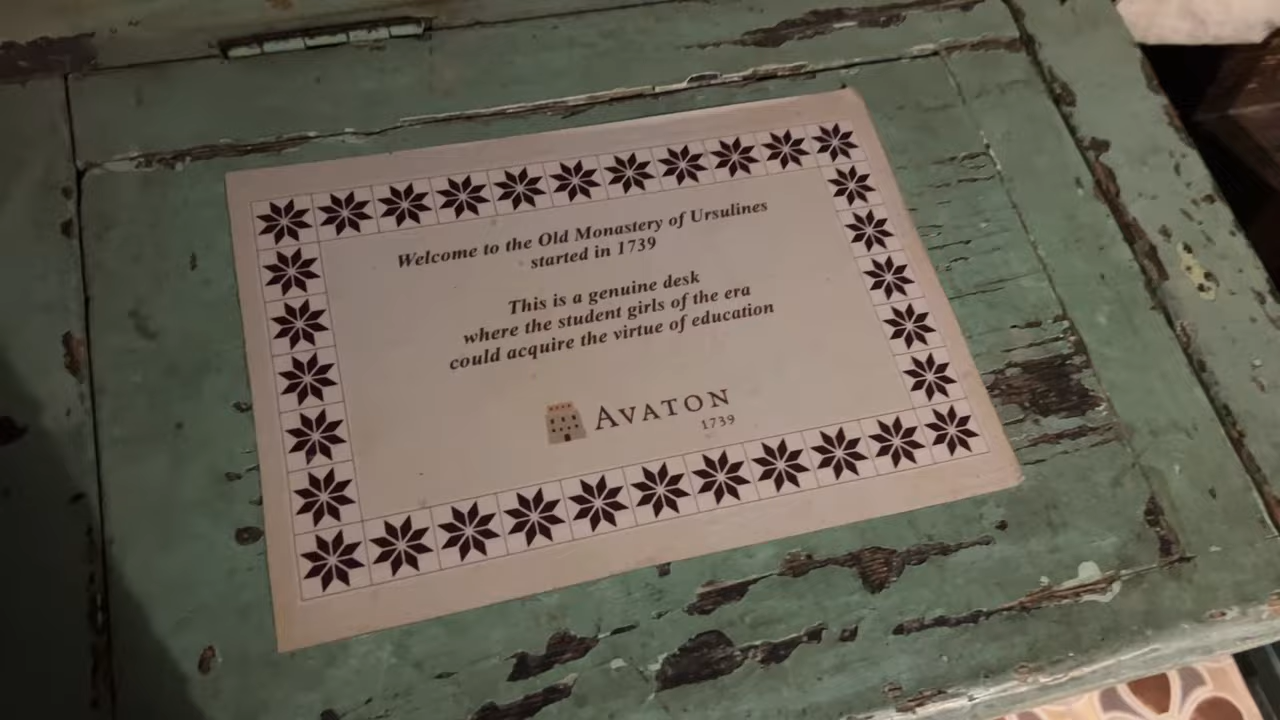 Welcome to the Old Monastery of Ursulines
started in 1739
This is a genuine desk
where the student girls of the era
could acquire the virtue of education
AVATON
1739